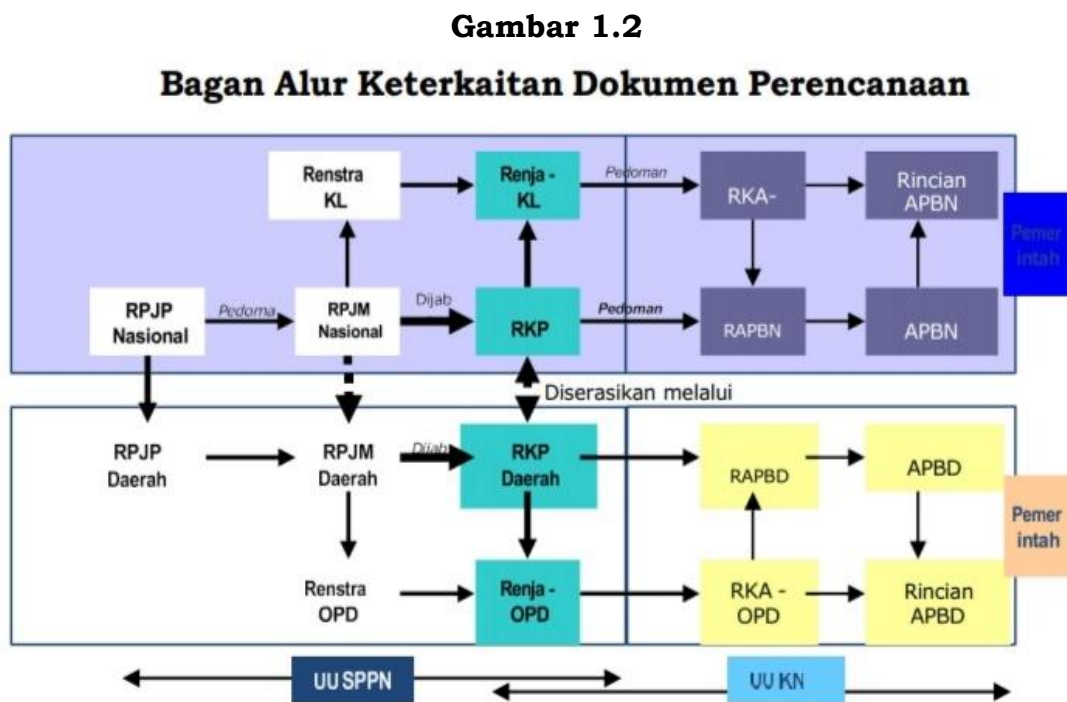 Gambar 1.2
Bagan Alur Keterkaitan Dokumen Perencanaan
Renstra
KL
Renja -
KL
Pedoman
RKA-
Rincian
APBN
Pemer
intah
RPJP
Nasional
Pedoma
RPJM
Nasional
Dijab
RKP
Pedoman
RAPBN
APBN
Diserasikan melalui
RPJP
Daerah
RPJM
Daerah
Dijab
RKP
Daerah
RAPBD
APBD
Pemer
intah
Renstra
OPD
Renja -
OPD
RKA -
OPD
Rincian
APBD
UU SPPN
UU KN